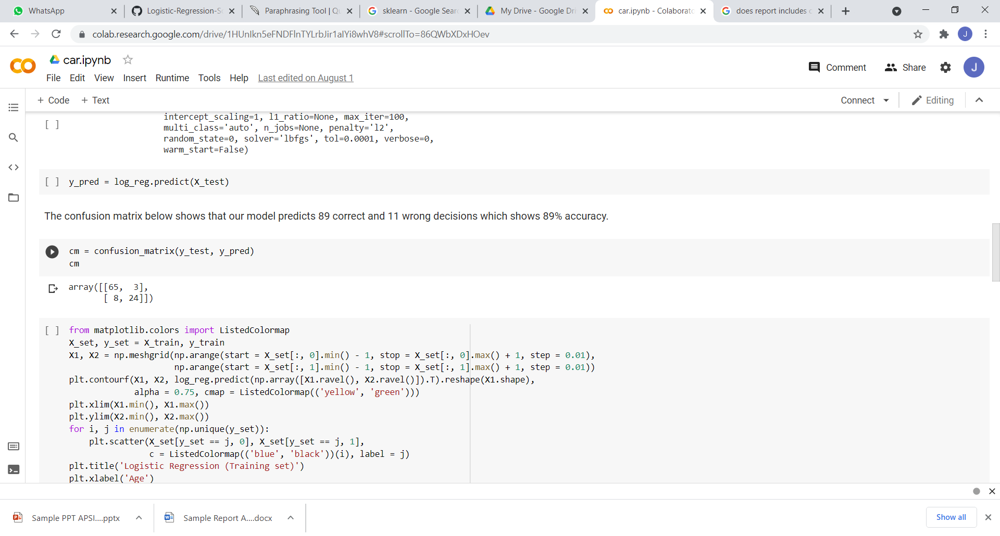 WhatsApp
Logistic-Regression-S
Paraphrasing Tool | Q
sklearn - Google Sear
My Drive - Google Dri
car.ipynb - Colaborat
does report includes
colab.research.google.com/drive/1HUnIkn5eFNDFlnTYLrbJir1aIYi8whV8#scrollTo=86QWbXDxHOev
J
car.ipynb
File Edit View Insert Runtime Tools Help Last edited on August 1
Comment Share J
+ Code + Text
Connect Editing
[ ] intercept_scaling=1, l1_ratio=None, max_iter=100,
multi_class='auto', n_jobs=None, penalty='l2',
random_state=0, solver='lbfgs', tol=0.0001, verbose=0,
warm_start=False)
[ ] y_pred = log_reg.predict(X_test)
The confusion matrix below shows that our model predicts 89 correct and 11 wrong decisions which shows 89% accuracy.
cm = confusion_matrix(y_test, y_pred)
cm
array([[65, 3],
[ 8, 24]])
[ ] from matplotlib.colors import ListedColormap
X_set, y_set = X_train, y_train
X1, X2 = np.meshgrid(np.arange(start = X_set[:, 0].min() - 1, stop = X_set[:, 0].max() + 1, step = 0.01),
np.arange(start = X_set[:, 1].min() - 1, stop = X_set[:, 1].max() + 1, step = 0.01))
plt.contourf(X1, X2, log_reg.predict(np.array([X1.ravel(), X2.ravel()]).T).reshape(X1.shape),
alpha = 0.75, cmap = ListedColormap(('yellow', 'green')))
plt.xlim(X1.min(), X1.max())
plt.ylim(X2.min(), X2.max())
for i, j in enumerate(np.unique(y_set)):
plt.scatter(X_set[y_set == j, 0], X_set[y_set == j, 1],
c = ListedColormap(('blue', 'black'))(i), label = j)
plt.title('Logistic Regression (Training set)')
plt.xlabel('Age')
Sample PPT APSI....pptx
Sample Report A....docx
Show all